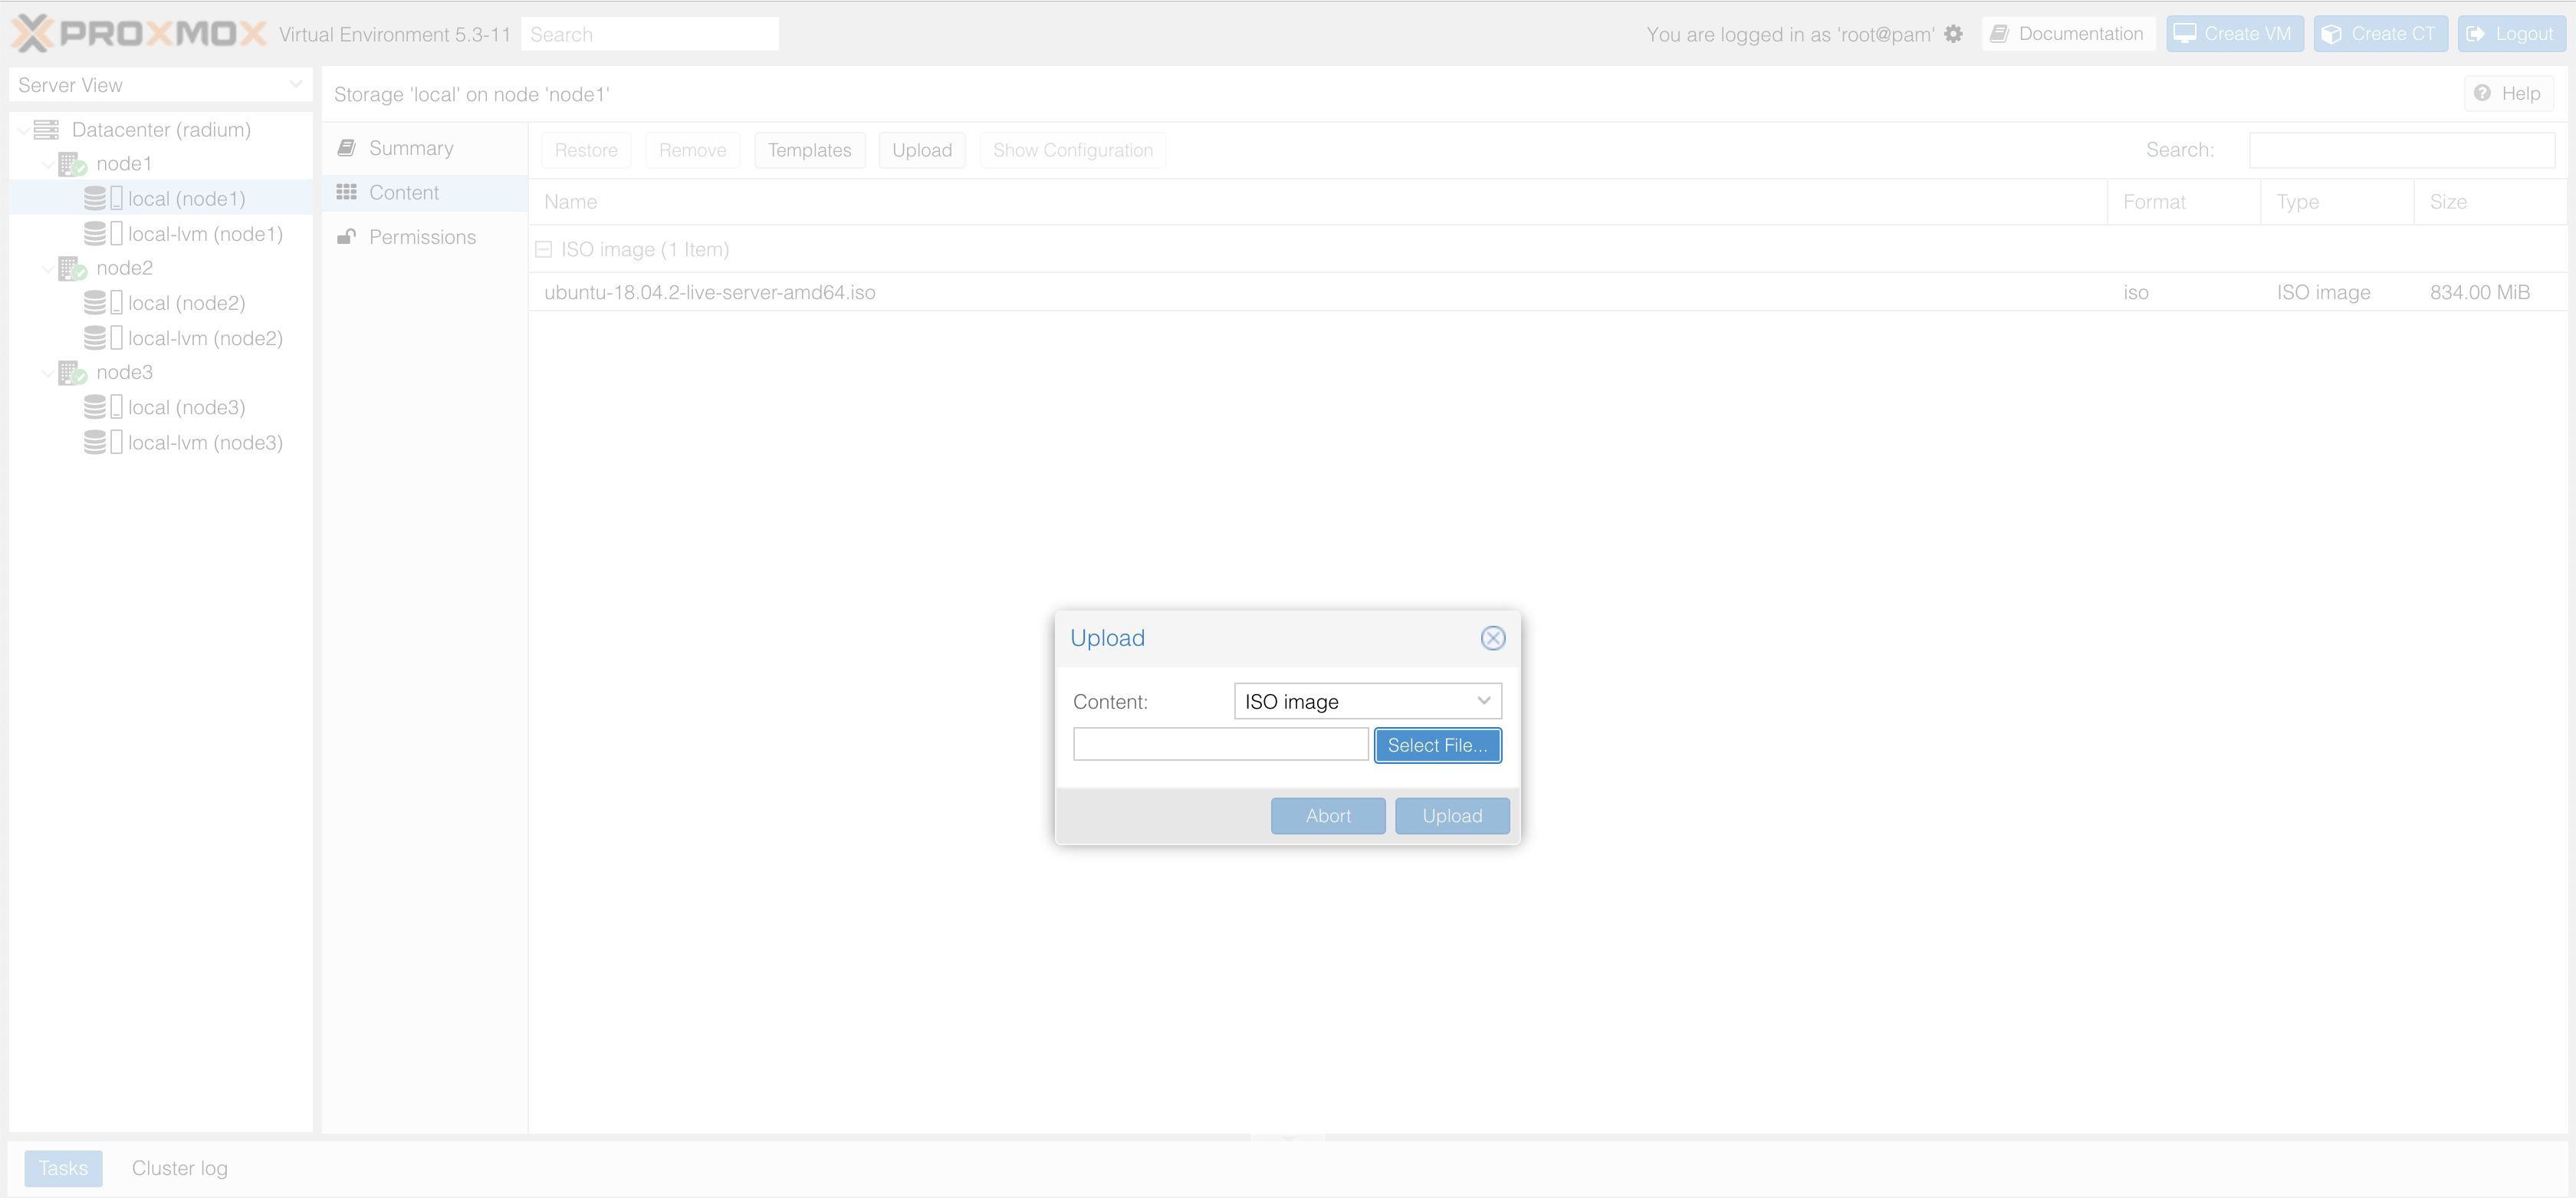 PROXMOX Virtual Environment 5.3-11 Search You are logged in as 'root@pam' Documentation Create VM Create CT Logout
Server View
Storage 'local' on node 'node1' Help
Datacenter (radium)
node1
local (node1)
local-lvm (node1)
node2
local (node2)
local-lvm (node2)
node3
local (node3)
local-lvm (node3)
Summary
Content
Permissions
Restore Remove Templates Upload Show Configuration Search:
Name Format Type Size
ISO image (1 Item)
ubuntu-18.04.2-live-server-amd64.iso iso ISO image 834.00 MiB
Upload
Content: ISO image
Select File...
Abort Upload
Tasks Cluster log